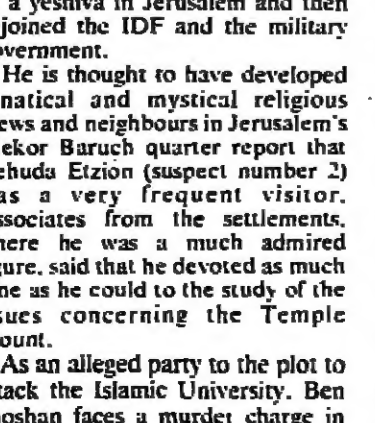 a yeshiva in Jerusalem and then
joined the IDF and the military
overnment.
He is thought to have developed
natical and mystical religious
ews and neighbours in Jerusalem's
ekor Baruch quarter report that
ehuda Etzion (suspect number 2)
as a very frequent visitor.
ssociates from the settlements,
here he was a much admired
gure, said that he devoted as much
ne as he could to the study of the
sues concerning the Temple
ount.
As an alleged party to the plot to
tack the Islamic University. Ben
oshan faces a murder charge in